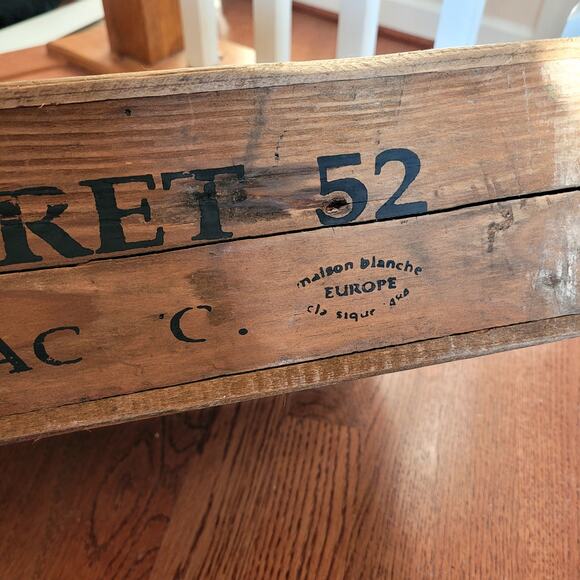 RET 52
AC C.
maison blanche
EUROPE